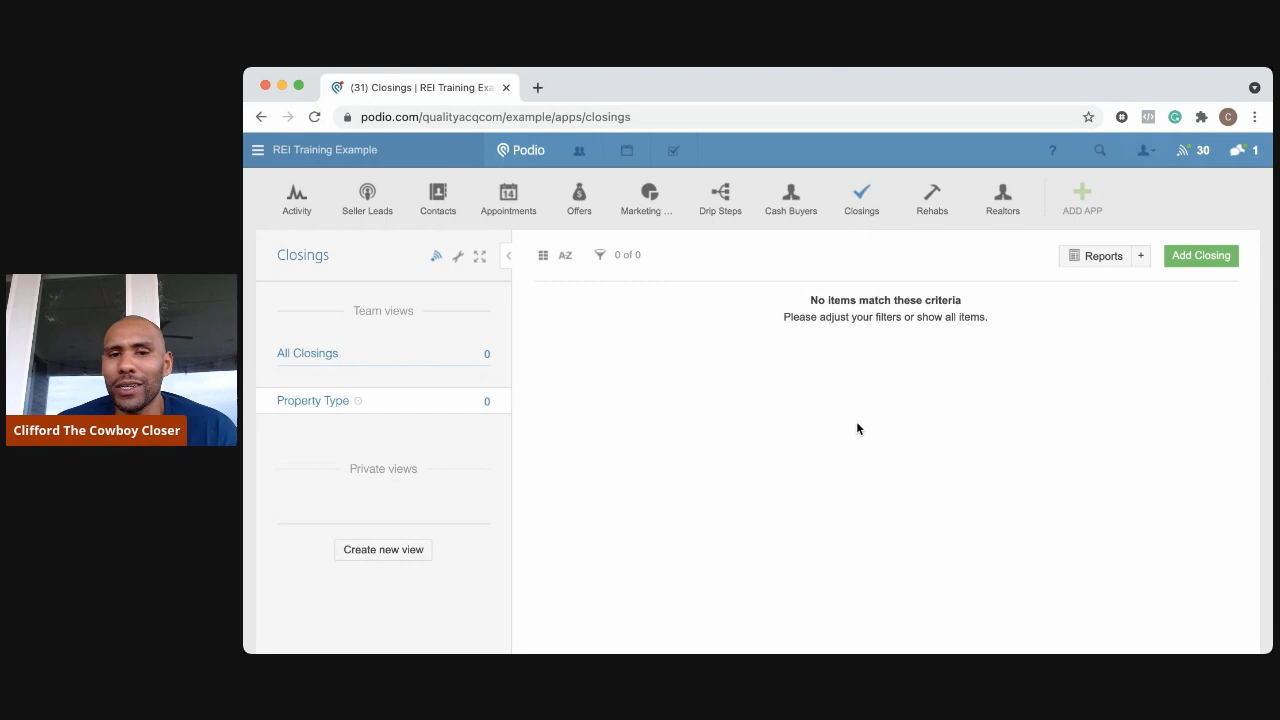 (31) Closings | REI Training Exa
podio.com/qualityacqcom/example/apps/closings
C
REI Training Example
Podio
?
30
1
Activity
Seller Leads
Contacts
14
Appointments
$
Offers
Marketing ...
Drip Steps
Cash Buyers
Closings
Rehabs
Realtors
ADD APP
Closings
A-Z
0 of 0
Reports
+
Add Closing
Team views
All Closings 0
Property Type 0
Private views
Create new view
No items match these criteria
Please adjust your filters or show all items.
Clifford The Cowboy Closer